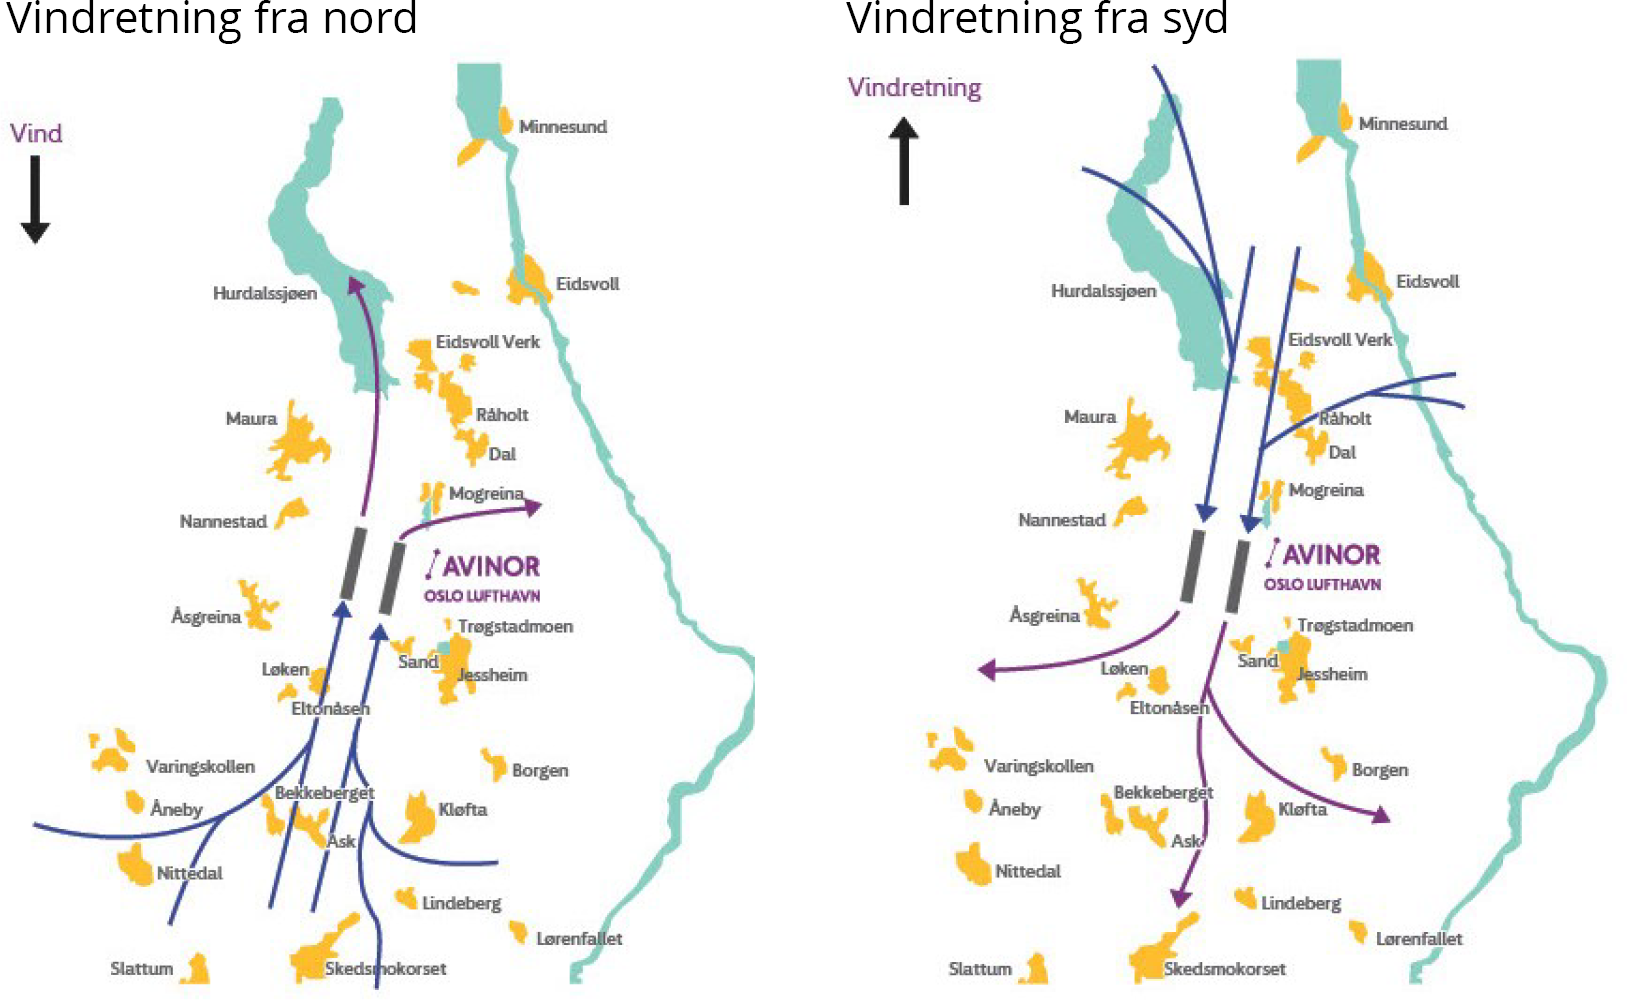 Vindretning fra nord
Vind
Minnesund
Hurdalssjøen
Eidsvoll
Eidsvoll Verk
Maura
Råholt
Dal
Nannestad
Mogreina
AVINOR
OSLO LUFTHAVN
Åsgreina
Trøgstadmoen
Sand
Løken
Jessheim
Eltonåsen
Varingskollen
Borgen
Bekkeberget
Åneby
Kløfta
Ask
Nittedal
Lindeberg
Lørenfallet
Slattum
Skedsmokorset
Vindretning fra syd
Vindretning
Minnesund
Hurdalssjøen
Eidsvoll
Eidsvoll Verk
Maura
Råholt
Dal
Nannestad
Mogreina
AVINOR
OSLO LUFTHAVN
Åsgreina
Trøgstadmoen
Sand
Løken
Jessheim
Eltonåsen
Varingskollen
Borgen
Bekkeberget
Åneby
Kløfta
Ask
Nittedal
Lindeberg
Lørenfallet
Slattum
Skedsmokorset